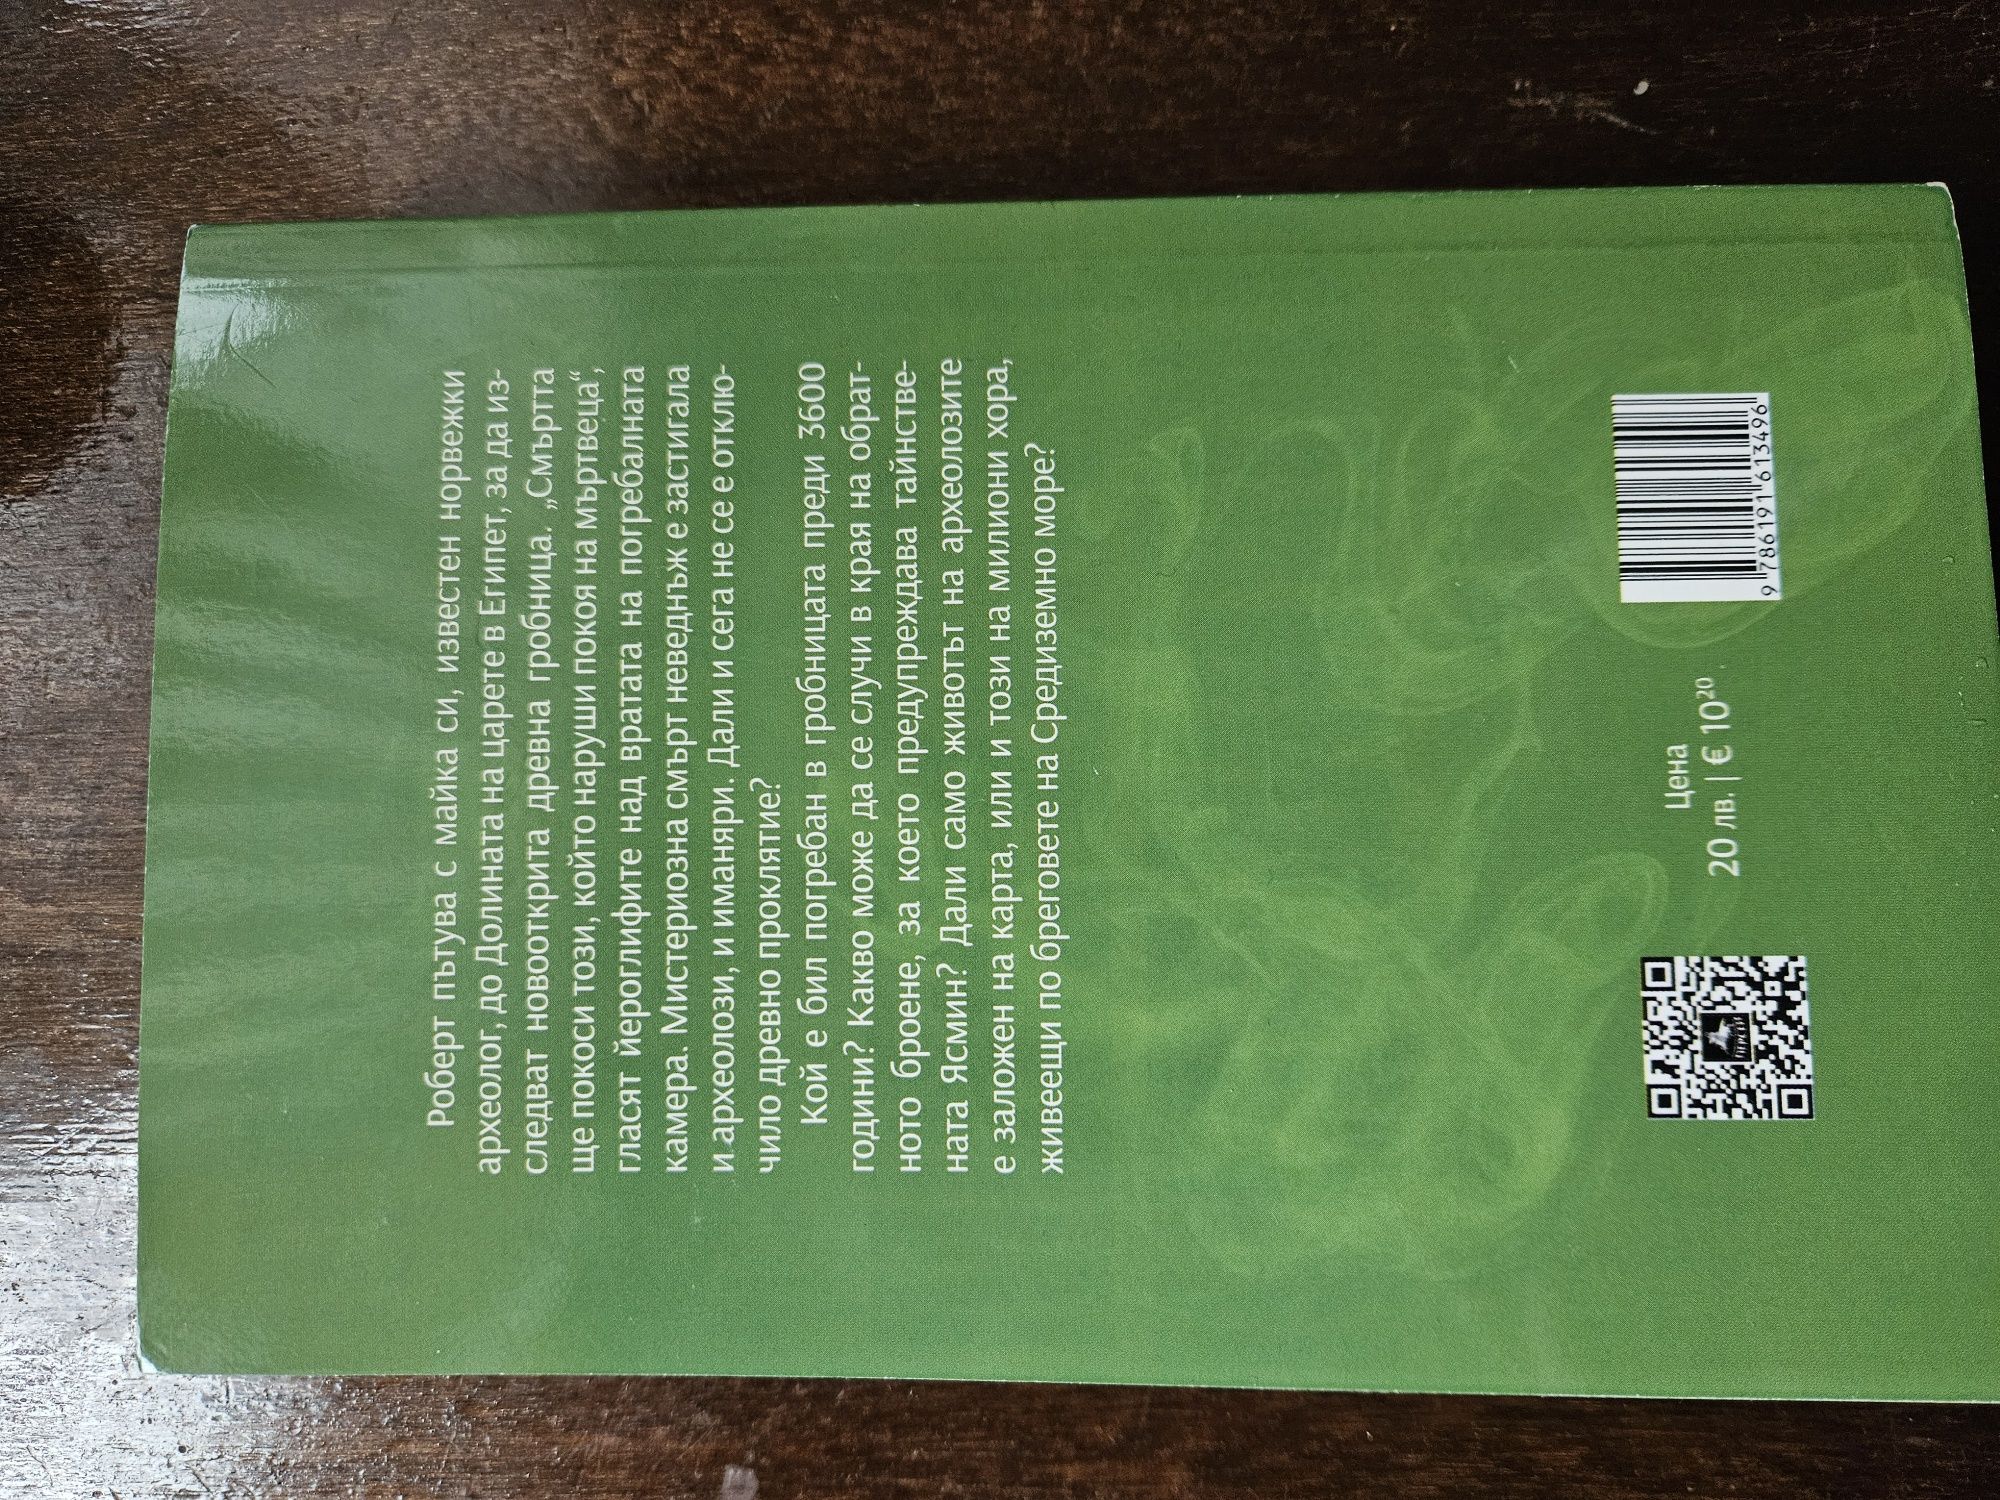 Роберт пътува с майка си, известен норвежки
археолог, до Долината на царете в Египет, за да из-
следват новооткрита древна гробница. „Смъртта
ще покоси този, който наруши покоя на мъртвеца“,
гласят йероглифите над вратата на погребалната
камера. Мистериозна смърт неведнъж е застигала
и археолози, и иманяри. Дали и сега не се е отклю-
чило древно проклятие?
Кой е бил погребан в гробницата преди 3600
години? Какво може да се случи в края на обрат-
ното броене, за което предупреждава тайнстве-
ната Ясмин? Дали само животът на археолозите
е заложен на карта, или и този на милиони хора,
живеещи по бреговете на Средиземно море?
Цена
20 лв. | € 10²⁰
9 786191 613496